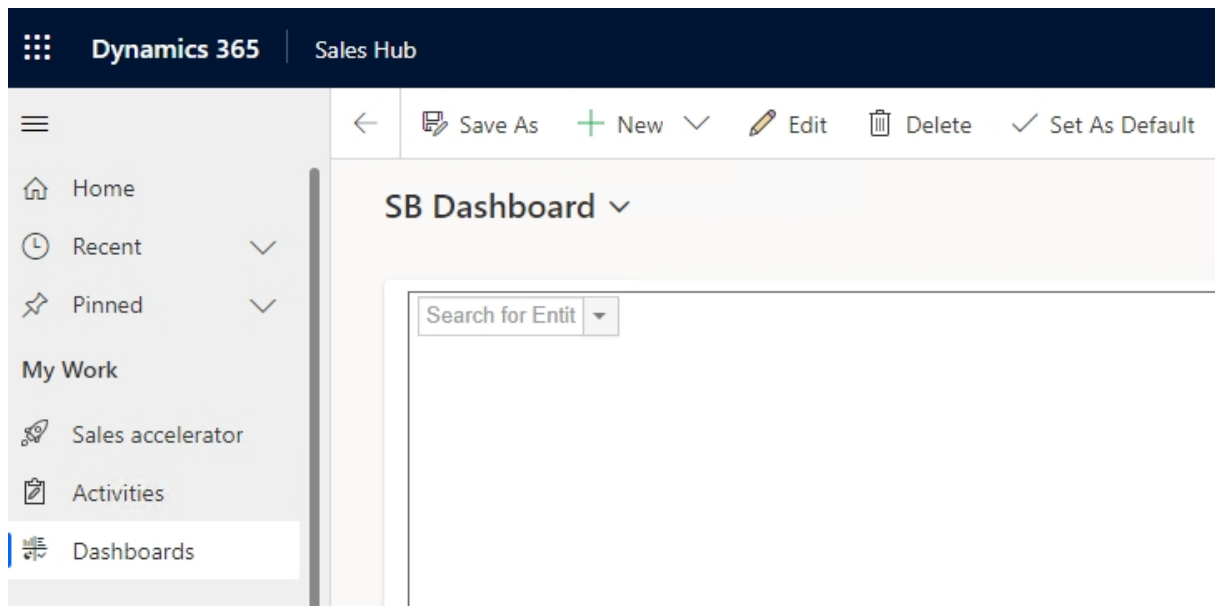 Dynamics 365 Sales Hub
Save As New Edit Delete Set As Default
Home
Recent
Pinned
My Work
Sales accelerator
Activities
Dashboards
SB Dashboard
Search for Entit